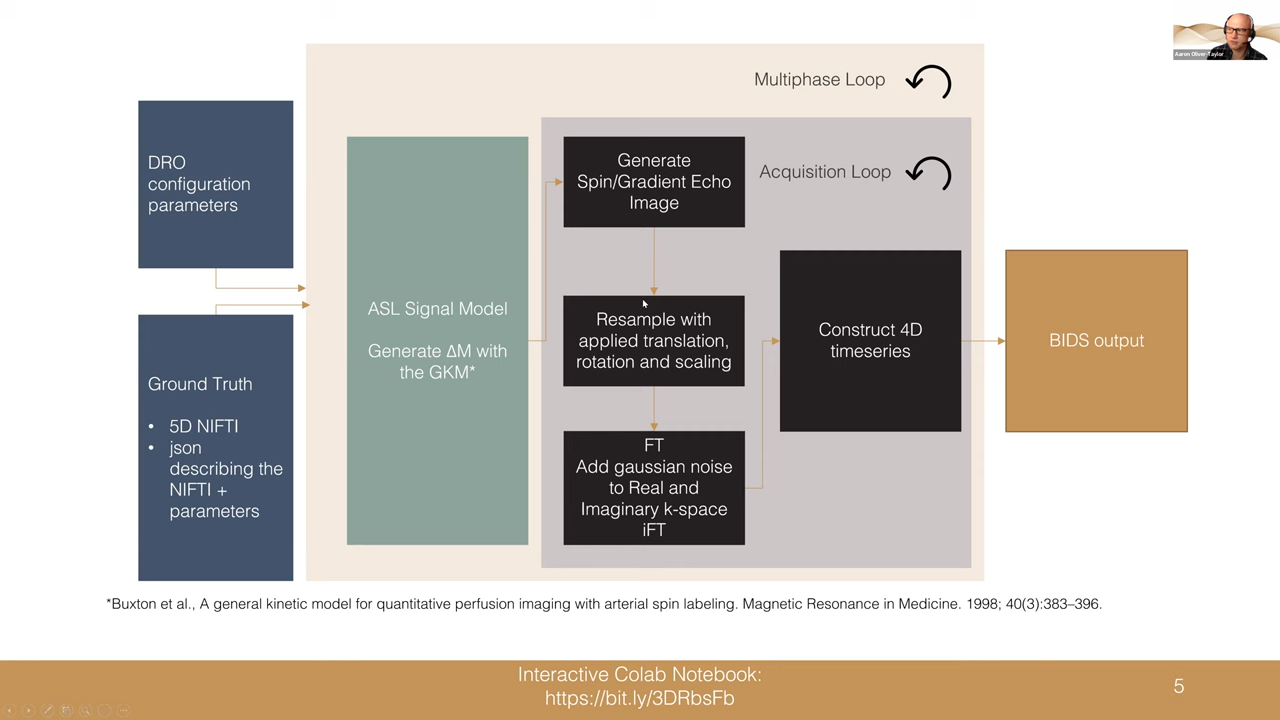 Aaron Oliver-Taylor
Multiphase Loop
DRO
configuration
parameters
Ground Truth
• 5D NIFTI
• json
describing the
NIFTI +
parameters
ASL Signal Model
Generate ΔM with
the GKM*
Acquisition Loop
Generate
Spin/Gradient Echo
Image
Resample with
applied translation,
rotation and scaling
FT
Add gaussian noise
to Real and
Imaginary k-space
iFT
Construct 4D
timeseries
BIDS output
*Buxton et al., A general kinetic model for quantitative perfusion imaging with arterial spin labeling. Magnetic Resonance in Medicine. 1998; 40(3):383–396.
Interactive Colab Notebook:
https://bit.ly/3DRbsFb
5